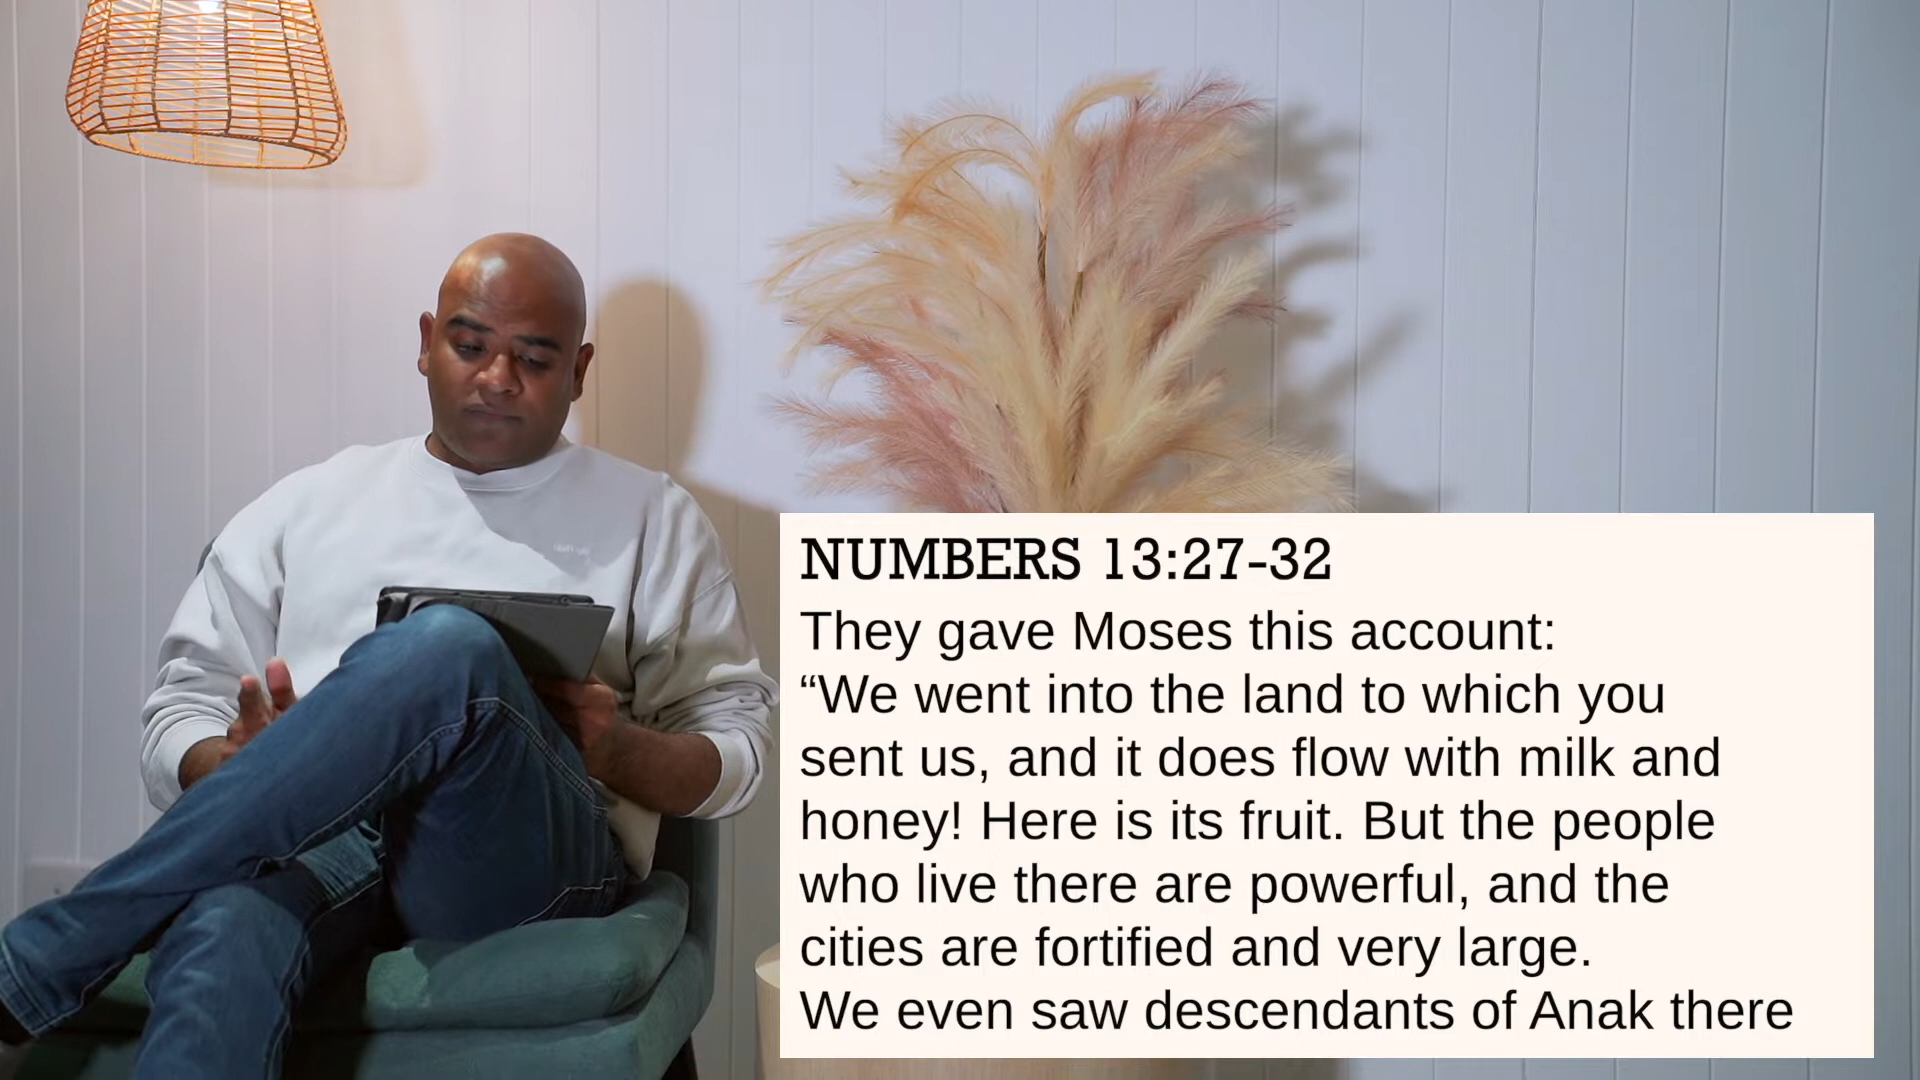 NUMBERS 13:27-32
They gave Moses this account:
“We went into the land to which you
sent us, and it does flow with milk and
honey! Here is its fruit. But the people
who live there are powerful, and the
cities are fortified and very large.
We even saw descendants of Anak there